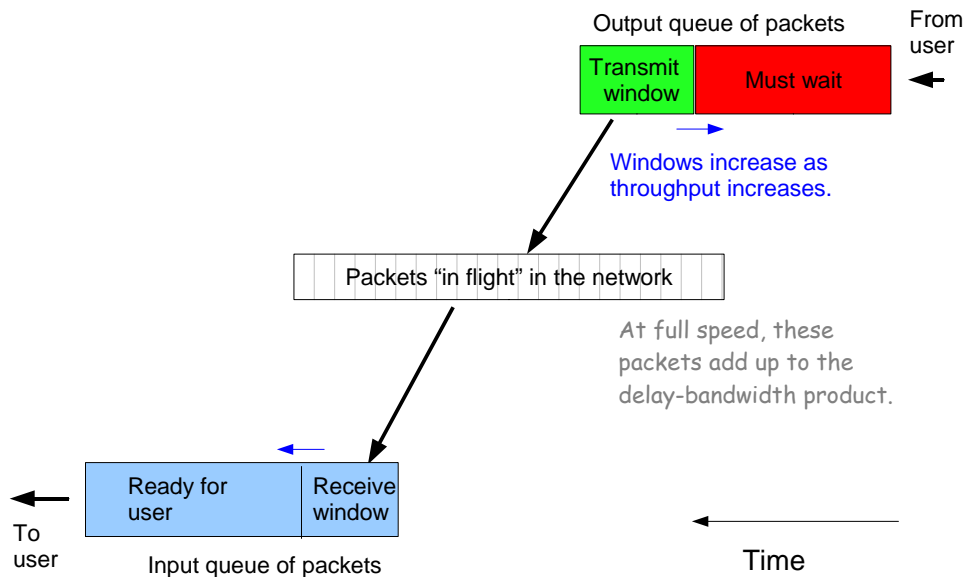 Output queue of packets
From
user
Transmit
window
Must wait
Windows increase as
throughput increases.
Packets “in flight” in the network
At full speed, these
packets add up to the
delay-bandwidth product.
Ready for
user
Receive
window
To
user
Input queue of packets
Time